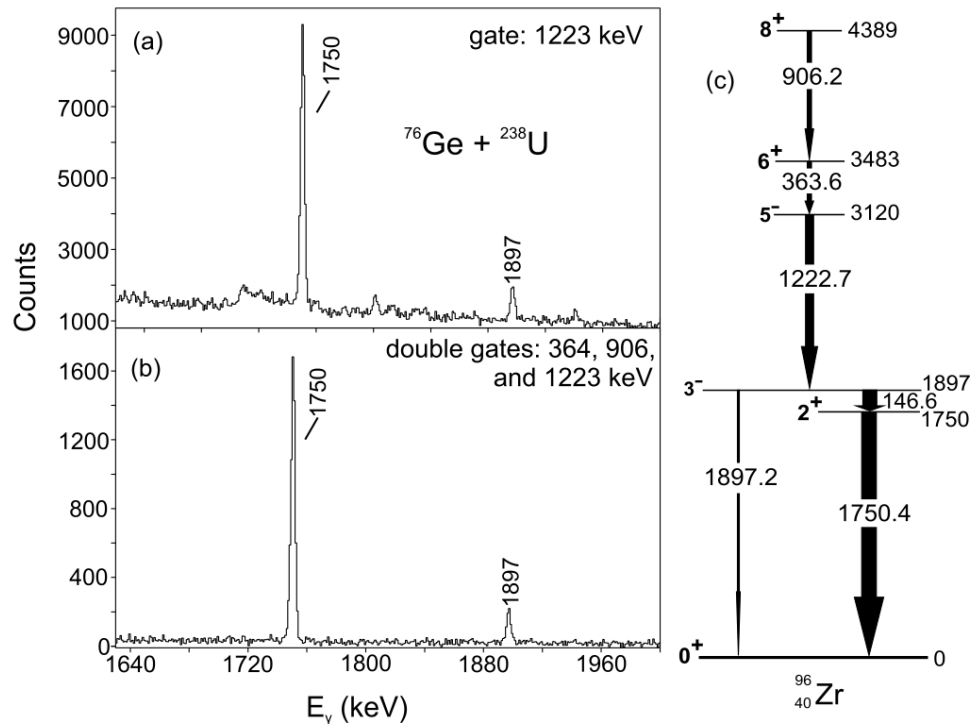 (a)
gate: 1223 keV
1750
⁷⁶Ge + ²³⁸U
1897
9000
7000
5000
3000
1000
Counts
(b)
double gates: 364, 906,
and 1223 keV
1750
1897
1600
1200
800
400
0
1640 1720 1800 1880 1960
Eγ (keV)
(c)
8⁺ 4389
906.2
6⁺ 3483
363.6
5⁻ 3120
1222.7
3⁻ 1897
146.6
2⁺ 1750
1897.2 1750.4
0⁺ 0
⁹⁶₄₀Zr